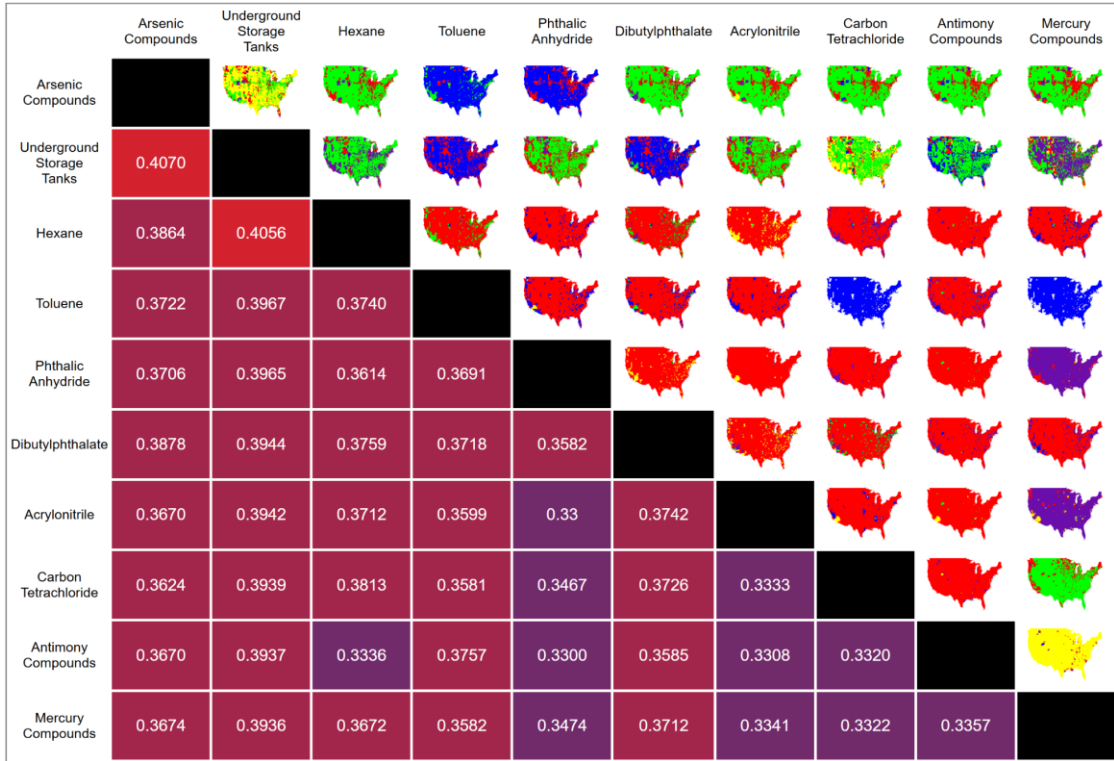 Arsenic
Compounds
Underground
Storage
Tanks
Hexane
Toluene
Phthalic
Anhydride
Dibutylphthalate
Acrylonitrile
Carbon
Tetrachloride
Antimony
Compounds
Mercury
Compounds
Arsenic
Compounds
Underground
Storage
Tanks
0.4070
Hexane
0.3864 0.4056
Toluene
0.3722 0.3967 0.3740
Phthalic
Anhydride
0.3706 0.3965 0.3614 0.3691
Dibutylphthalate
0.3878 0.3944 0.3759 0.3718 0.3582
Acrylonitrile
0.3670 0.3942 0.3712 0.3599 0.33 0.3742
Carbon
Tetrachloride
0.3624 0.3939 0.3813 0.3581 0.3467 0.3726 0.3333
Antimony
Compounds
0.3670 0.3937 0.3336 0.3757 0.3300 0.3585 0.3308 0.3320
Mercury
Compounds
0.3674 0.3936 0.3672 0.3582 0.3474 0.3712 0.3341 0.3322 0.3357